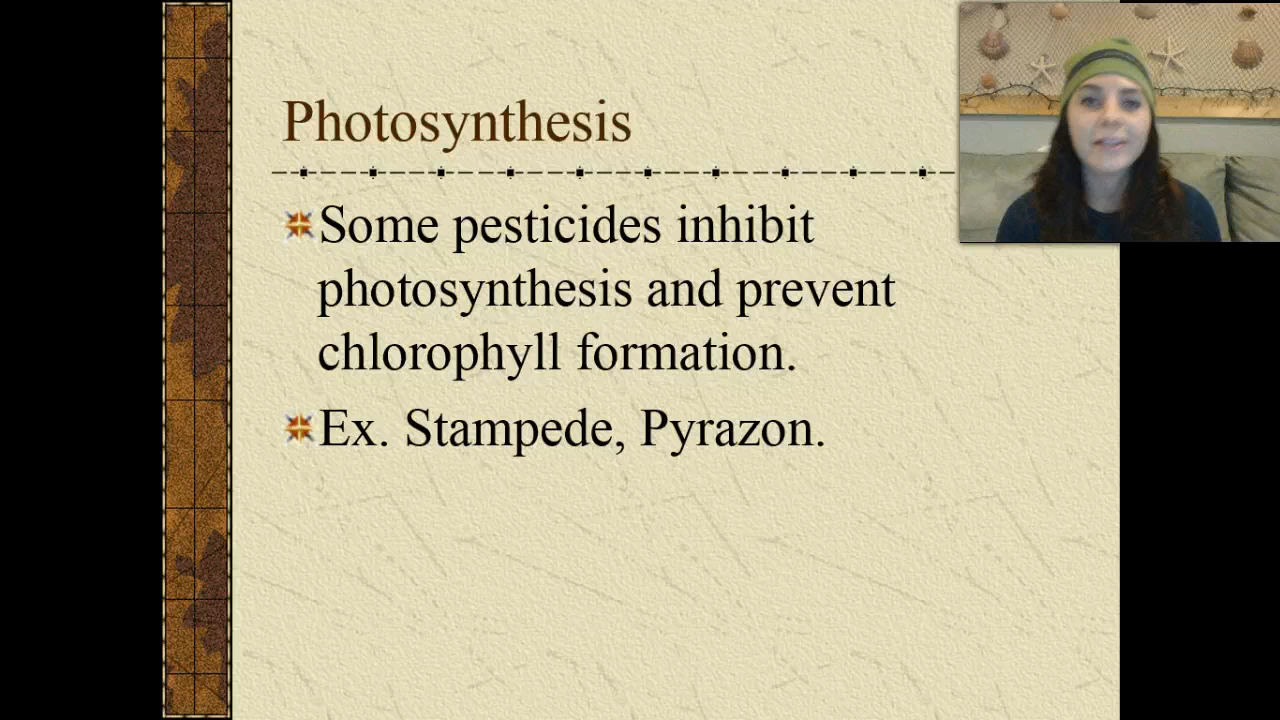 Photosynthesis
Some pesticides inhibit
photosynthesis and prevent
chlorophyll formation.
Ex. Stampede, Pyrazon.